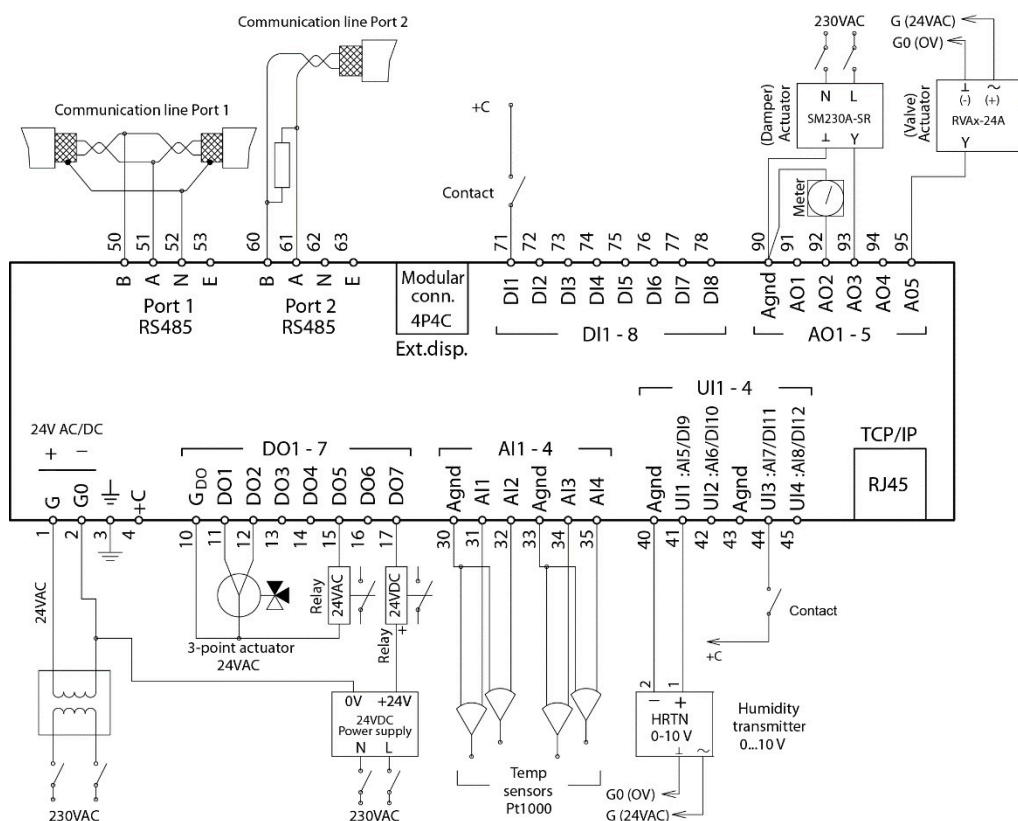 Communication line Port 2
Communication line Port 1
230VAC
G (24VAC)
G0 (OV)
+C
Contact
(Damper)
Actuator
N L
SM230A-SR
⊥ Y
(Valve)
Actuator
⊥ ~
(-) (+)
RVAx-24A
Y
Meter
50 51 52 53
60 61 62 63
71 72 73 74 75 76 77 78
90 91 92 93 94 95
B A N E
Port 1
RS485
B A N E
Port 2
RS485
Modular
conn.
4P4C
Ext.disp.
DI1 DI2 DI3 DI4 DI5 DI6 DI7 DI8
DI1 - 8
Agnd AO1 AO2 AO3 AO4 A05
AO1 - 5
24V AC/DC
+ −
G G0 +C
DO1 - 7
GDO DO1 DO2 DO3 DO4 DO5 DO6 DO7
AI1 - 4
Agnd AI1 AI2 Agnd AI3 AI4
UI1 - 4
Agnd
UI1 :AI5/DI9
UI2 :AI6/DI10
Agnd
UI3 :AI7/DI11
UI4 :AI8/DI12
TCP/IP
RJ45
1 2 3 4
10 11 12 13 14 15 16 17
30 31 32 33 34 35
40 41 42 43 44 45
24VAC
230VAC
3-point actuator
24VAC
Relay
24VAC
Relay
24VDC
+
0V +24V
24VDC
Power supply
N L
230VAC
Temp
sensors
Pt1000
2 1
− +
HRTN
0-10 V
⊥ ~
Humidity
transmitter
0...10 V
G0 (OV)
G (24VAC)
Contact
+C